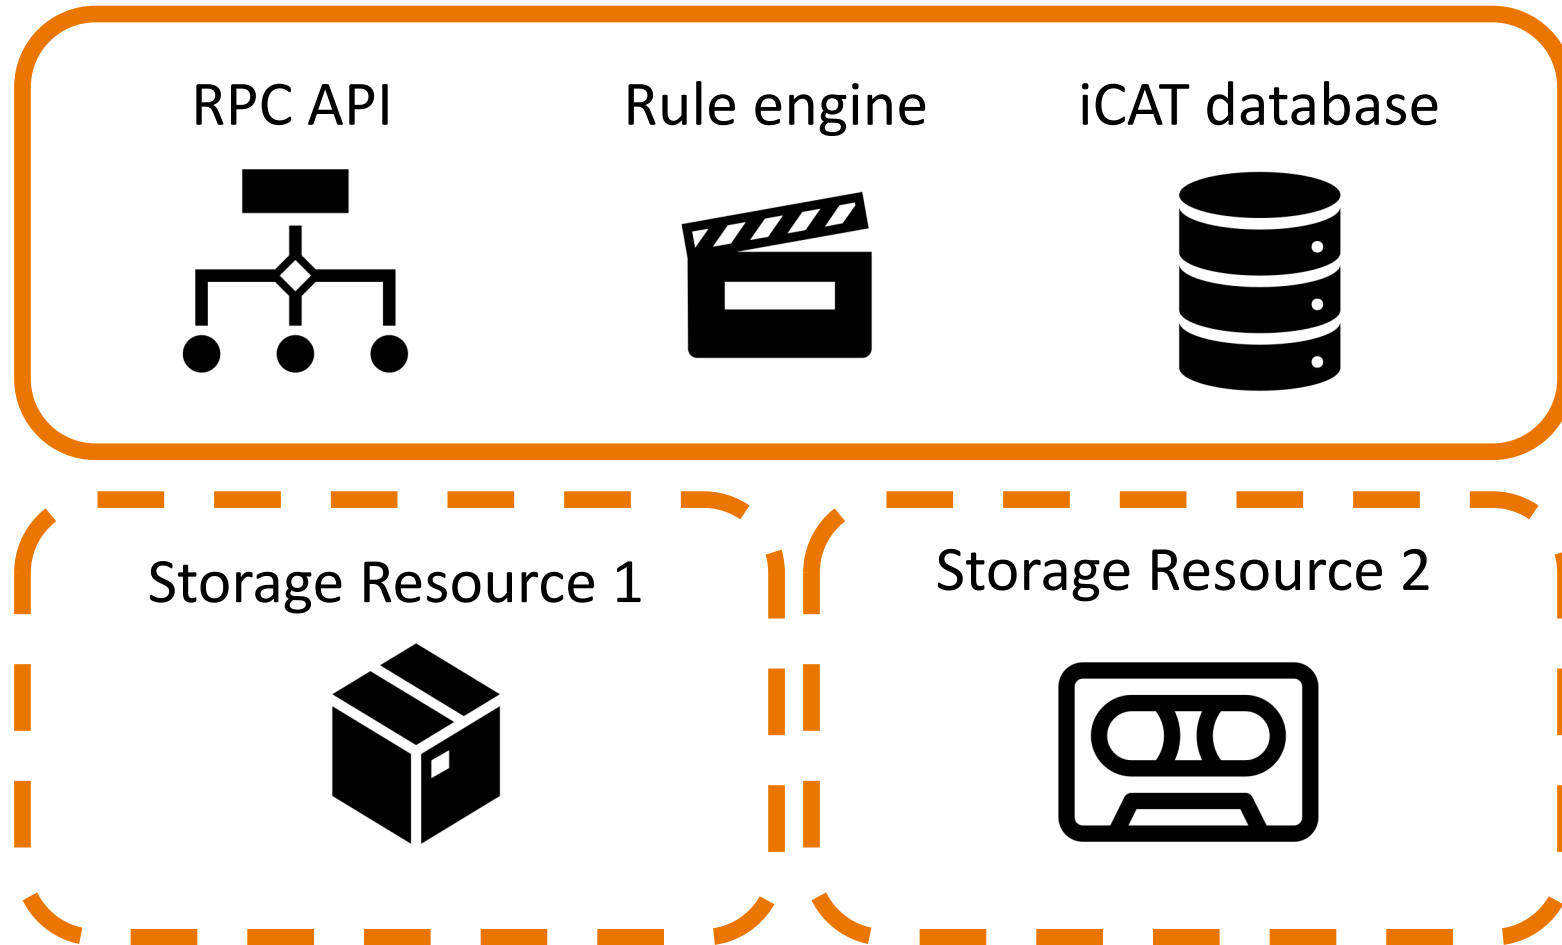 RPC API
Rule engine
iCAT database
Storage Resource 1
Storage Resource 2